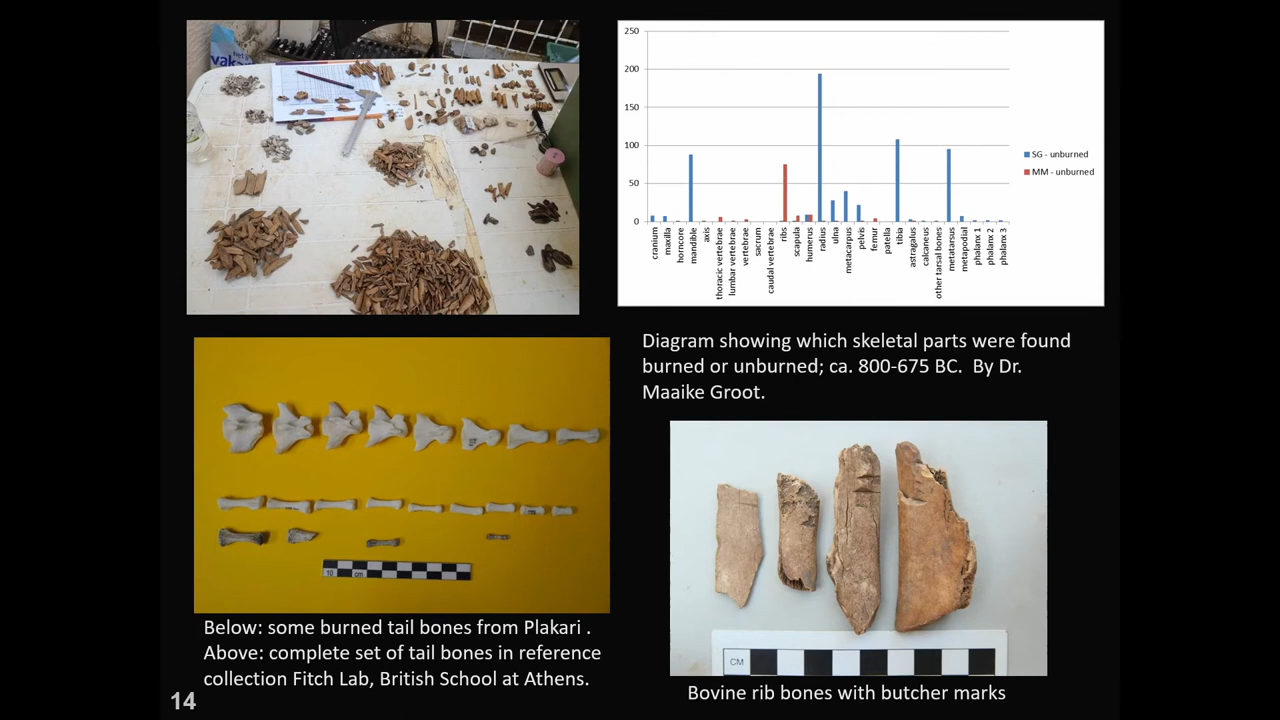 vaka
250
200
150
100
50
0
cranium
maxilla
horncore
mandible
axis
thoracic vertebrae
lumbar vertebrae
vertebrae
sacrum
caudal vertebrae
ribs
scapula
humerus
radius
ulna
metacarpus
pelvis
femur
patella
tibia
astragalus
calcaneus
other tarsal bones
metatarsus
metapodial
phalanx 1
phalanx 2
phalanx 3
SG - unburned
MM - unburned
Diagram showing which skeletal parts were found
burned or unburned; ca. 800-675 BC.  By Dr.
Maaike Groot.
10 cm
Below: some burned tail bones from Plakari .
Above: complete set of tail bones in reference
collection Fitch Lab, British School at Athens.
CM
Bovine rib bones with butcher marks
14